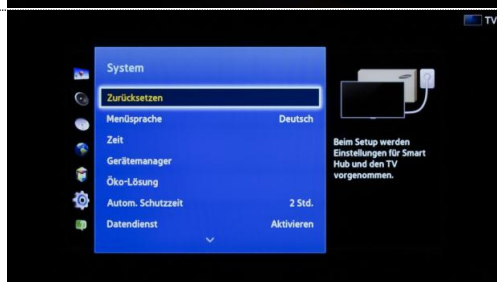 TV
System
Zurücksetzen
Menüsprache Deutsch
Zeit
Gerätemanager
Öko-Lösung
Autom. Schutzzeit 2 Std.
Datendienst Aktivieren
Beim Setup werden
Einstellungen für Smart
Hub und den TV
vorgenommen.